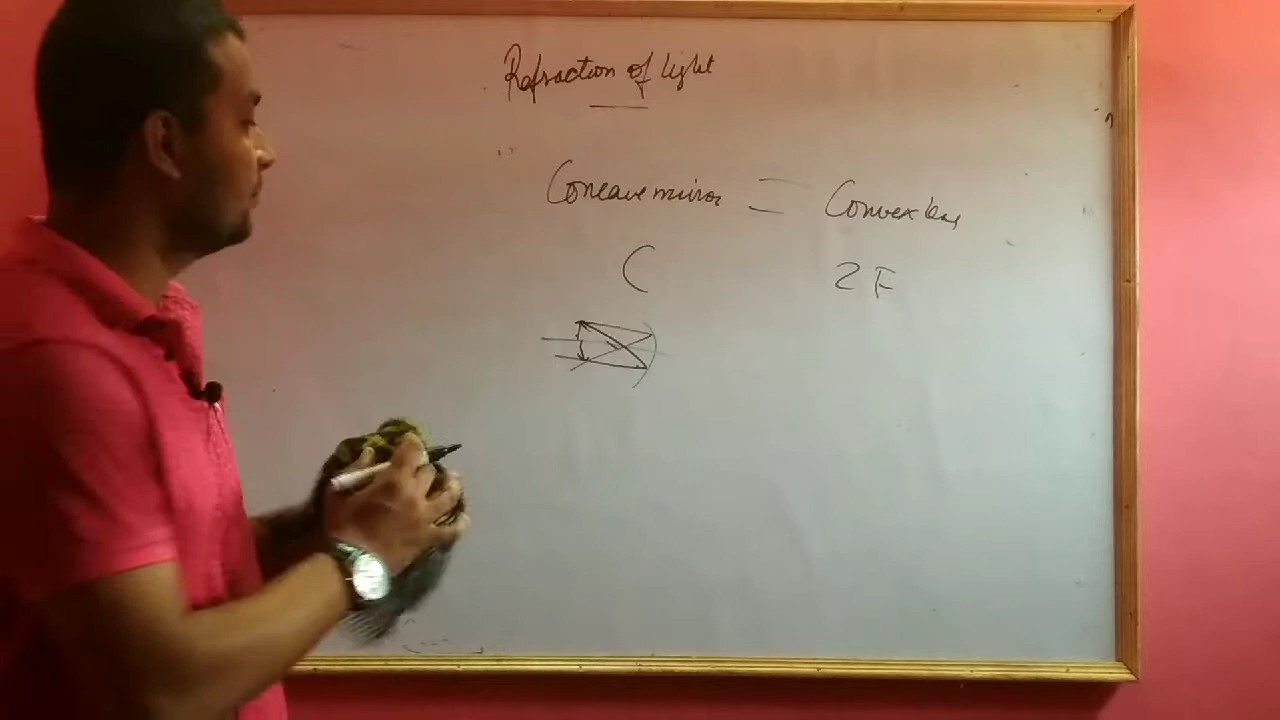 Refraction of light
Concave mirror = Convex lens
C 2F